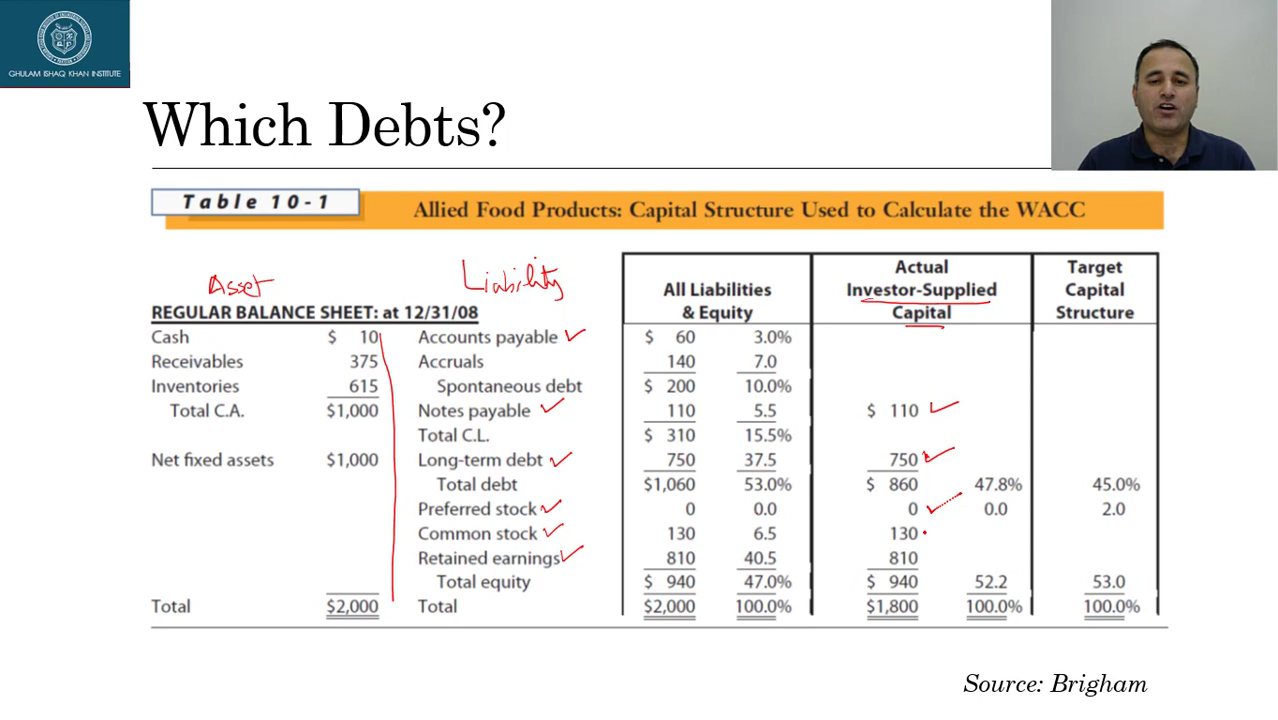 GHULAM ISHAQ KHAN INSTITUTE
Which Debts?
Table 10-1 Allied Food Products: Capital Structure Used to Calculate the WACC
Asset Liability
All Liabilities & Equity
Actual Investor-Supplied Capital
Target Capital Structure
REGULAR BALANCE SHEET: at 12/31/08
Cash $ 10 Accounts payable $ 60 3.0%
Receivables 375 Accruals 140 7.0
Inventories 615 Spontaneous debt $ 200 10.0%
Total C.A. $1,000 Notes payable 110 5.5 $ 110
Total C.L. $ 310 15.5%
Net fixed assets $1,000 Long-term debt 750 37.5 750
Total debt $1,060 53.0% $ 860 47.8% 45.0%
Preferred stock 0 0.0 0 0.0 2.0
Common stock 130 6.5 130
Retained earnings 810 40.5 810
Total equity $ 940 47.0% $ 940 52.2 53.0
Total $2,000 Total $2,000 100.0% $1,800 100.0% 100.0%
Source: Brigham